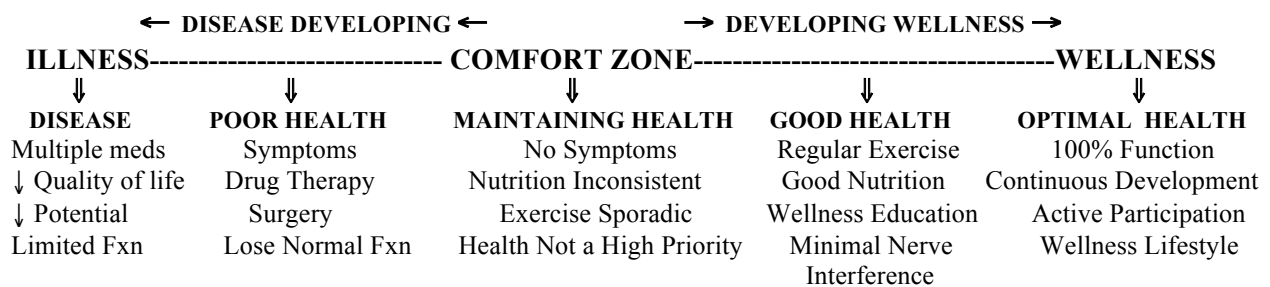 ← DISEASE DEVELOPING ← → DEVELOPING WELLNESS →
ILLNESS------------------------------ COMFORT ZONE-------------------------------------WELLNESS
⇓ ⇓ ⇓ ⇓ ⇓
DISEASE POOR HEALTH MAINTAINING HEALTH GOOD HEALTH OPTIMAL HEALTH
Multiple meds Symptoms No Symptoms Regular Exercise 100% Function
↓ Quality of life Drug Therapy Nutrition Inconsistent Good Nutrition Continuous Development
↓ Potential Surgery Exercise Sporadic Wellness Education Active Participation
Limited Fxn Lose Normal Fxn Health Not a High Priority Minimal Nerve Wellness Lifestyle
Interference